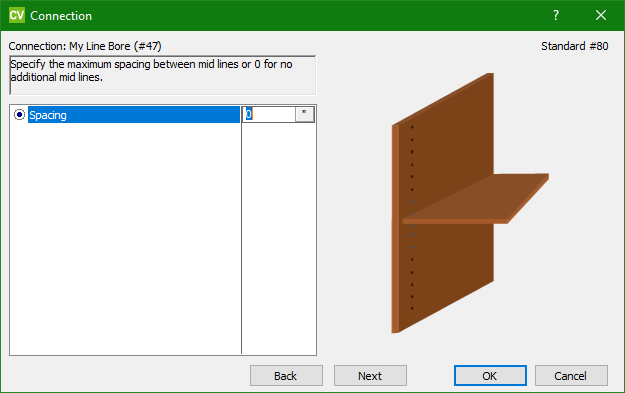 CV Connection ?
Connection: My Line Bore (#47) Standard #80
Specify the maximum spacing between mid lines or 0 for no
additional mid lines.
Spacing 0 "
Back Next OK Cancel